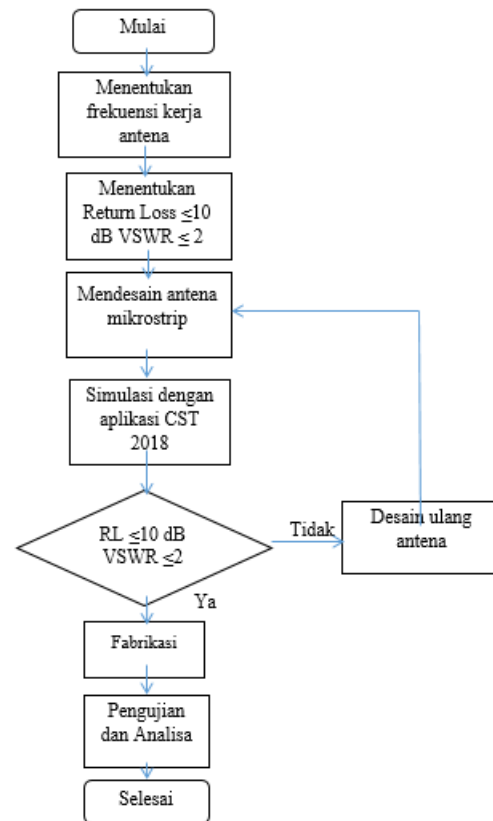 Mulai
Menentukan
frekuensi kerja
antena
Menentukan
Return Loss ≤10
dB VSWR ≤ 2
Mendesain antena
mikrostrip
Simulasi dengan
aplikasi CST
2018
RL ≤10 dB
VSWR ≤2
Tidak
Desain ulang
antena
Ya
Fabrikasi
Pengujian
dan Analisa
Selesai